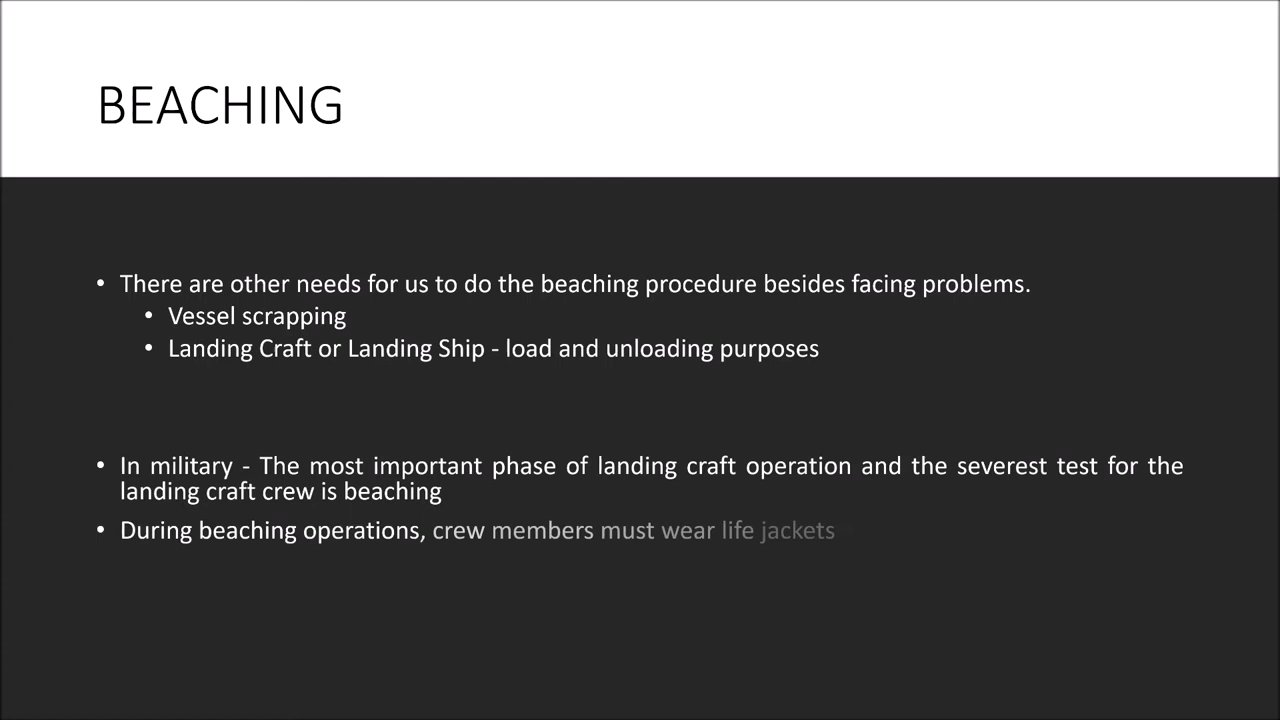 BEACHING
• There are other needs for us to do the beaching procedure besides facing problems.
• Vessel scrapping
• Landing Craft or Landing Ship - load and unloading purposes
• In military - The most important phase of landing craft operation and the severest test for the
landing craft crew is beaching
• During beaching operations, crew members must wear life jackets